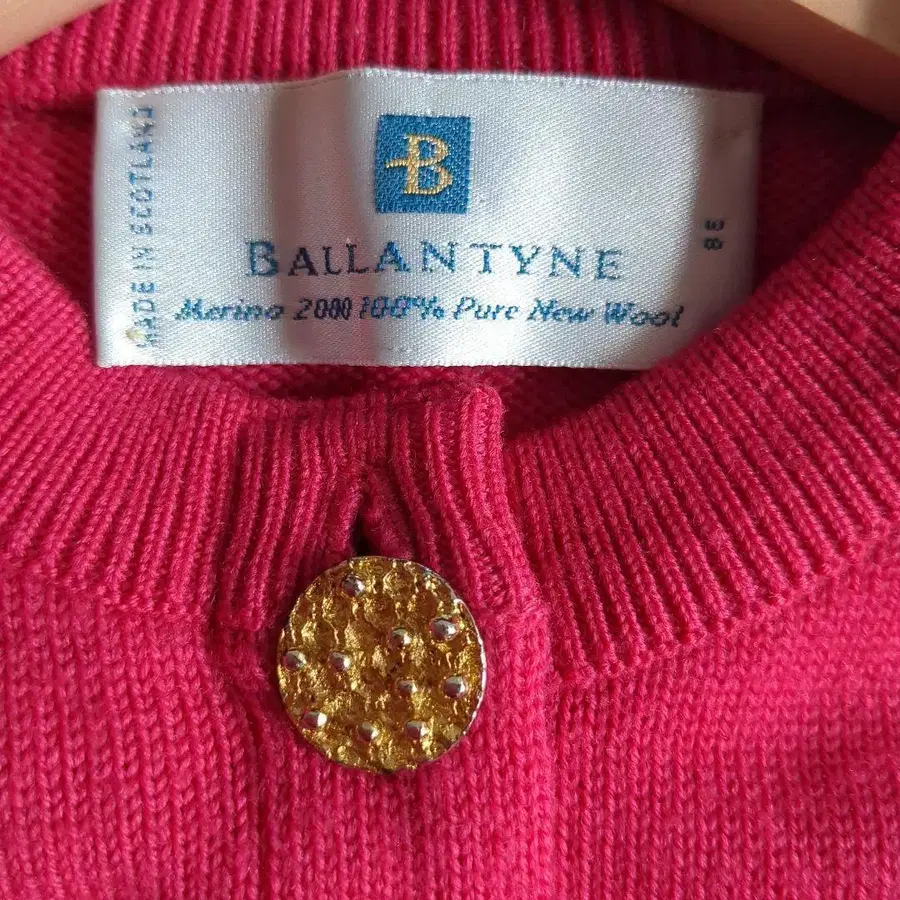 MADE IN SCOTLAND
B
BALLANTYNE
Merino 2000 100% Pure New Wool
38